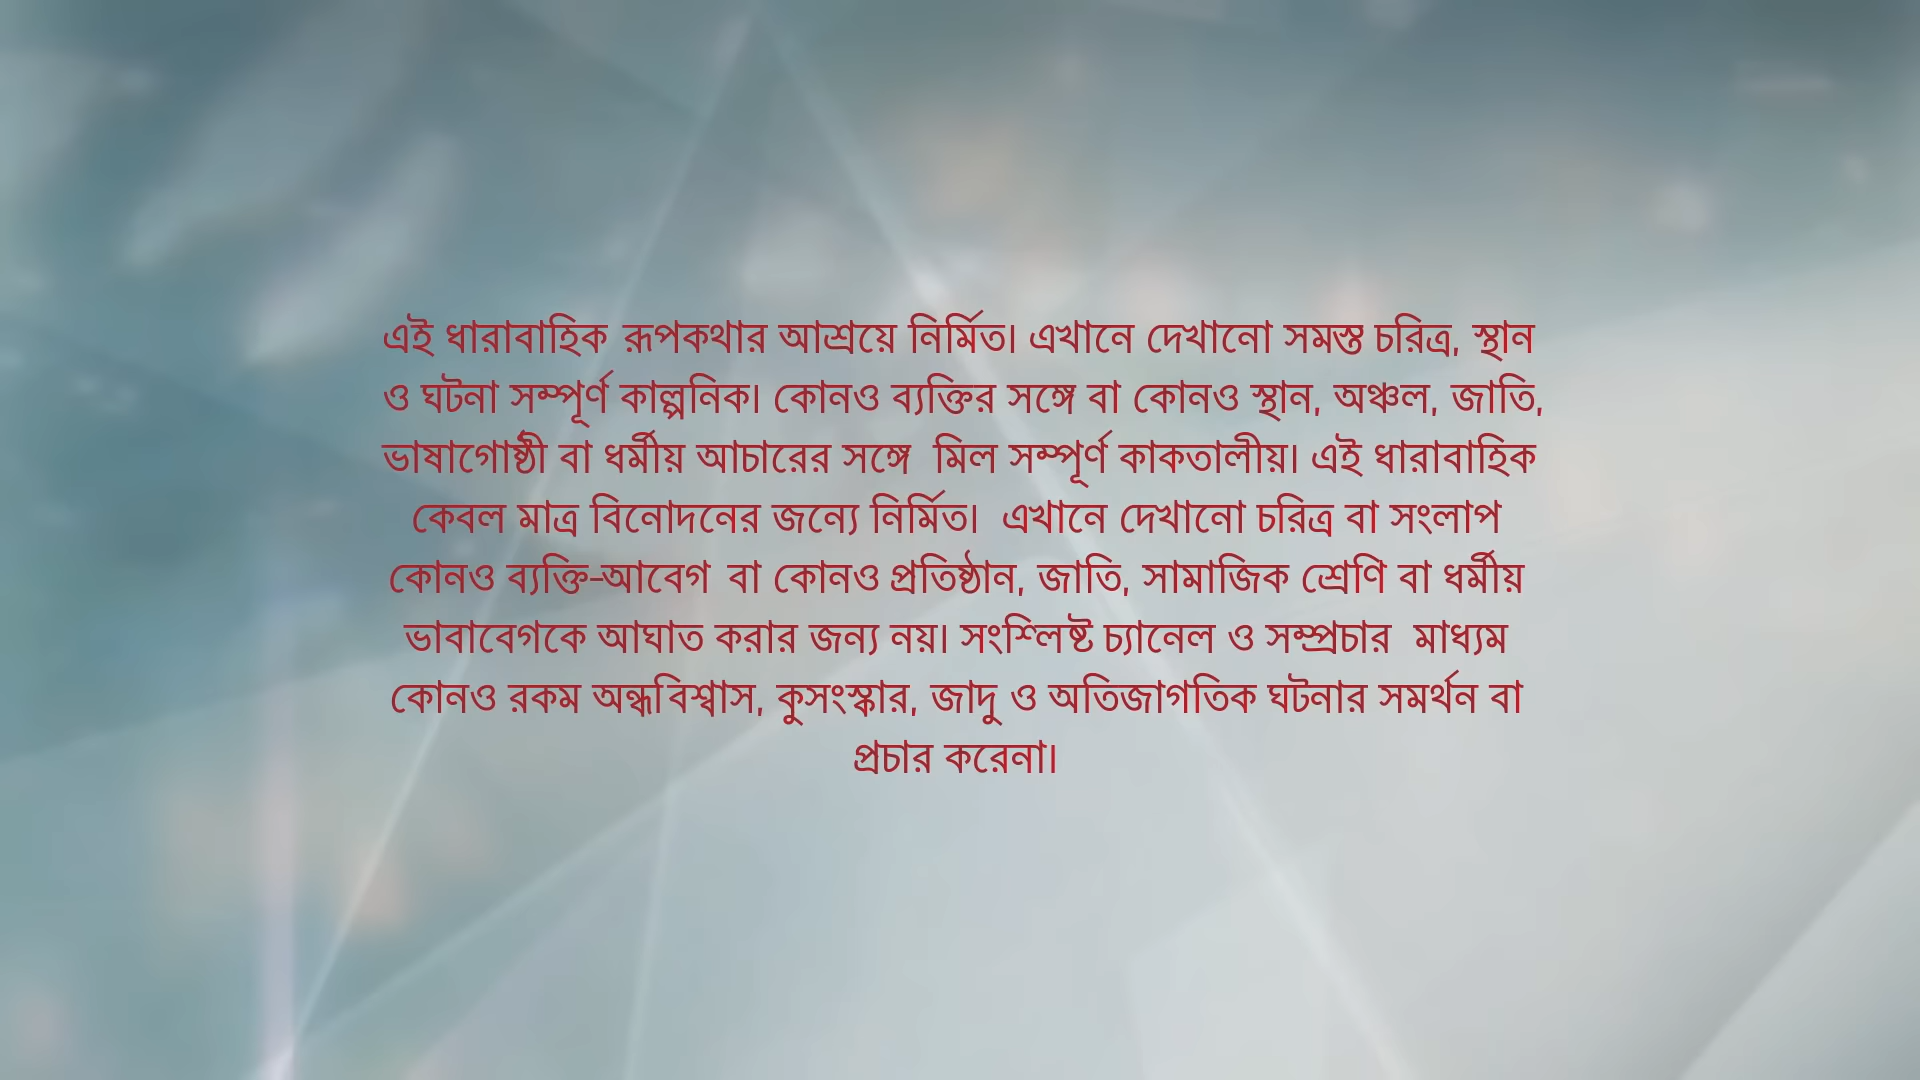 এই ধারাবাহিক রূপকথার আশ্রয়ে নির্মিত। এখানে দেখানো সমস্ত চরিত্র, স্থান
ও ঘটনা সম্পূর্ণ কাল্পনিক। কোনও ব্যক্তির সঙ্গে বা কোনও স্থান, অঞ্চল, জাতি,
ভাষাগোষ্ঠী বা ধর্মীয় আচারের সঙ্গে মিল সম্পূর্ণ কাকতালীয়। এই ধারাবাহিক
কেবল মাত্র বিনোদনের জন্যে নির্মিত। এখানে দেখানো চরিত্র বা সংলাপ
কোনও ব্যক্তি-আবেগ বা কোনও প্রতিষ্ঠান, জাতি, সামাজিক শ্রেণি বা ধর্মীয়
ভাবাবেগকে আঘাত করার জন্য নয়। সংশ্লিষ্ট চ্যানেল ও সম্প্রচার মাধ্যম
কোনও রকম অন্ধবিশ্বাস, কুসংস্কার, জাদু ও অতিজাগতিক ঘটনার সমর্থন বা
প্রচার করেনা।